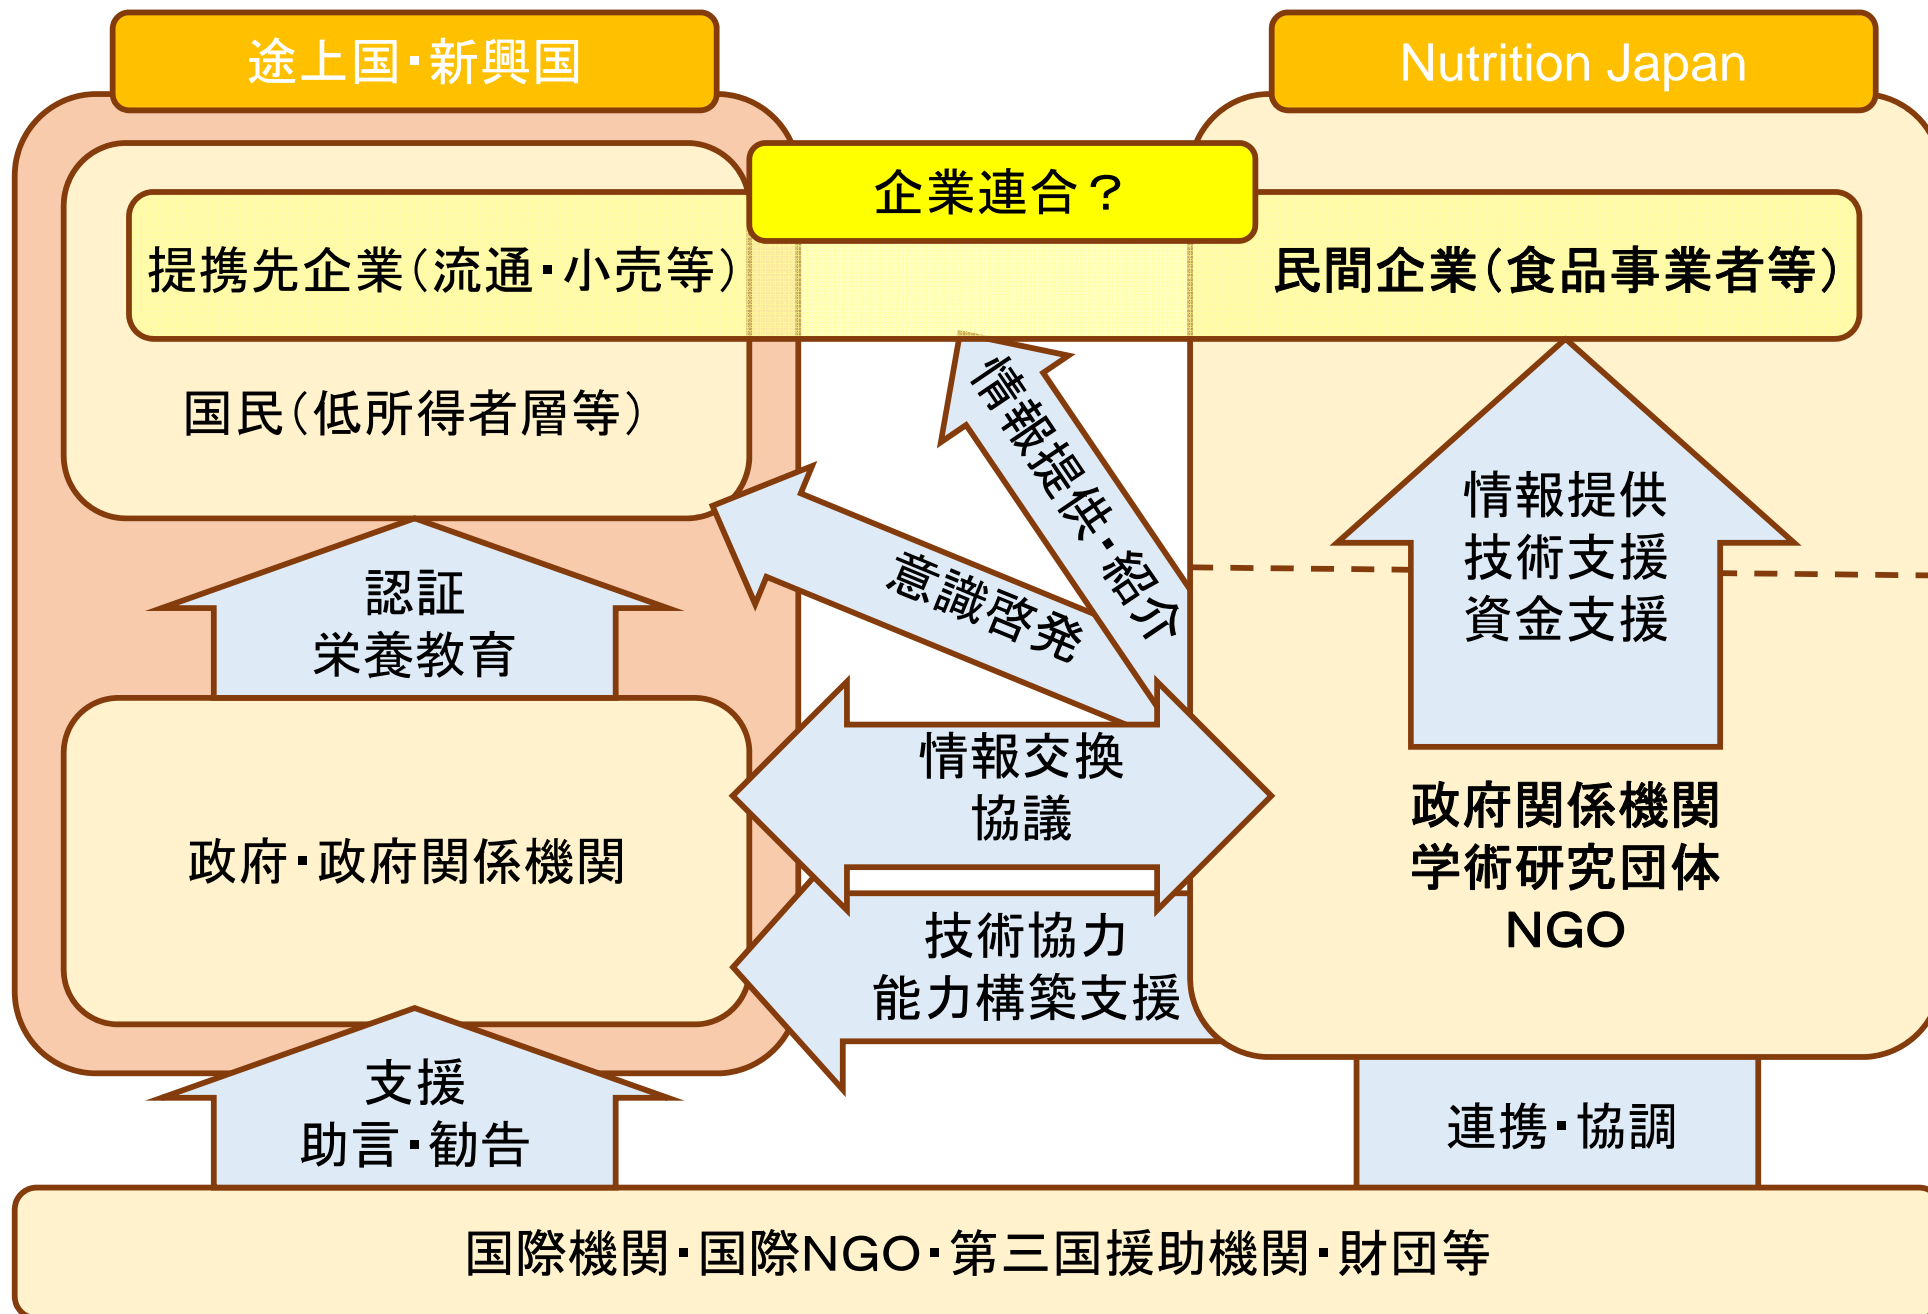 途上国・新興国
Nutrition Japan
企業連合？
提携先企業（流通・小売等）
民間企業（食品事業者等）
国民（低所得者層等）
情報提供・紹介
情報提供
技術支援
資金支援
意識啓発
認証
栄養教育
情報交換
協議
政府・政府関係機関
政府関係機関
学術研究団体
NGO
技術協力
能力構築支援
支援
助言・勧告
連携・協調
国際機関・国際NGO・第三国援助機関・財団等